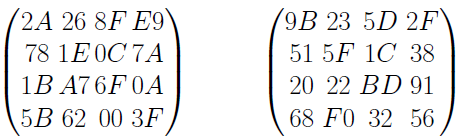 2A 26 8F E9 9B 23 5D 2F
78 1E 0C 7A 51 5F 1C 38
1B A7 6F 0A 20 22 BD 91
5B 62 00 3F 68 F0 32 56